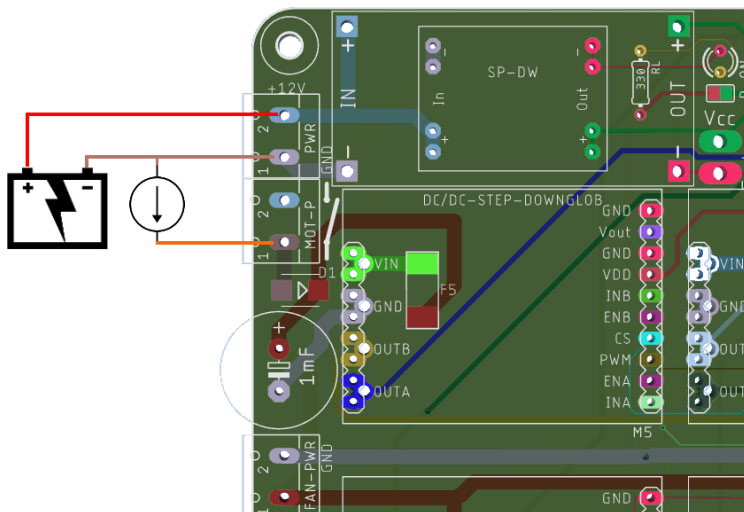 +12V
+
IN
-
2
PWR
1
GND
SP-DW
-
In
+
-
Out
+
330
RL
+
OUT
-
Vcc
+
-
2
MOT-P
1
D1
DC/DC-STEP-DOWNGLOB
GND
Vout
GND
VDD
INB
ENB
CS
PWM
ENA
INA
VIN
GND
OUTB
OUTA
F5
VIN
GND
OUT
OUT
M5
+
1mF
2
GND
FAN-PWR
1
GND